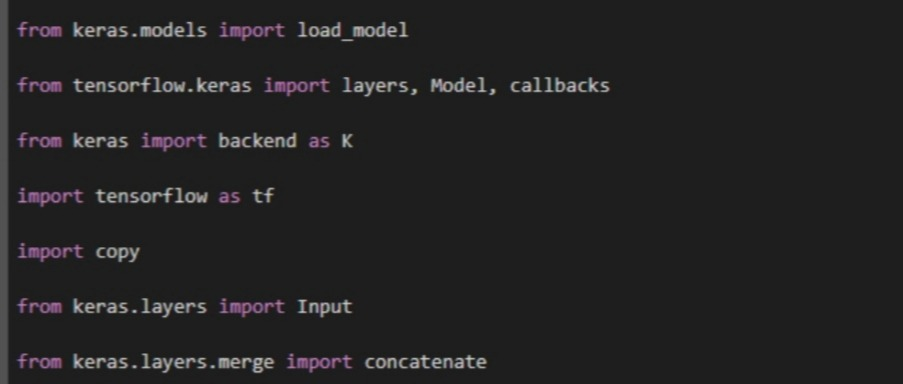 from keras.models import load_model
from tensorflow.keras import layers, Model, callbacks
from keras import backend as K
import tensorflow as tf
import copy
from keras.layers import Input
from keras.layers.merge import concatenate